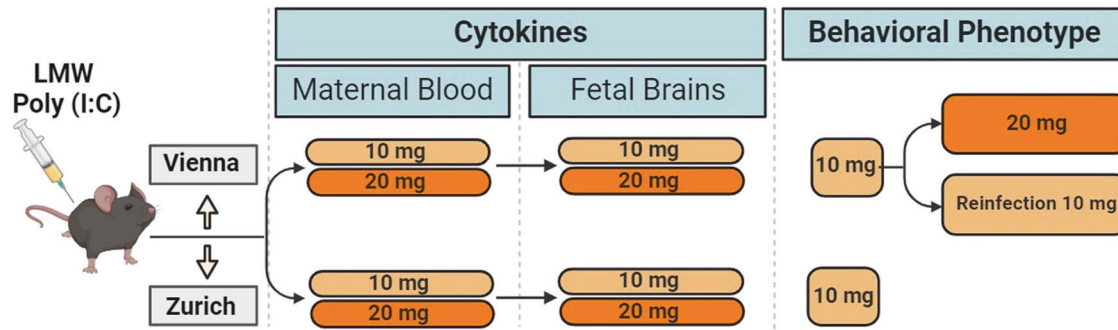 Cytokines
Behavioral Phenotype
LMW
Poly (I:C)
Maternal Blood
Fetal Brains
Vienna
10 mg
20 mg
10 mg
20 mg
10 mg
20 mg
Reinfection 10 mg
Zurich
10 mg
20 mg
10 mg
20 mg
10 mg